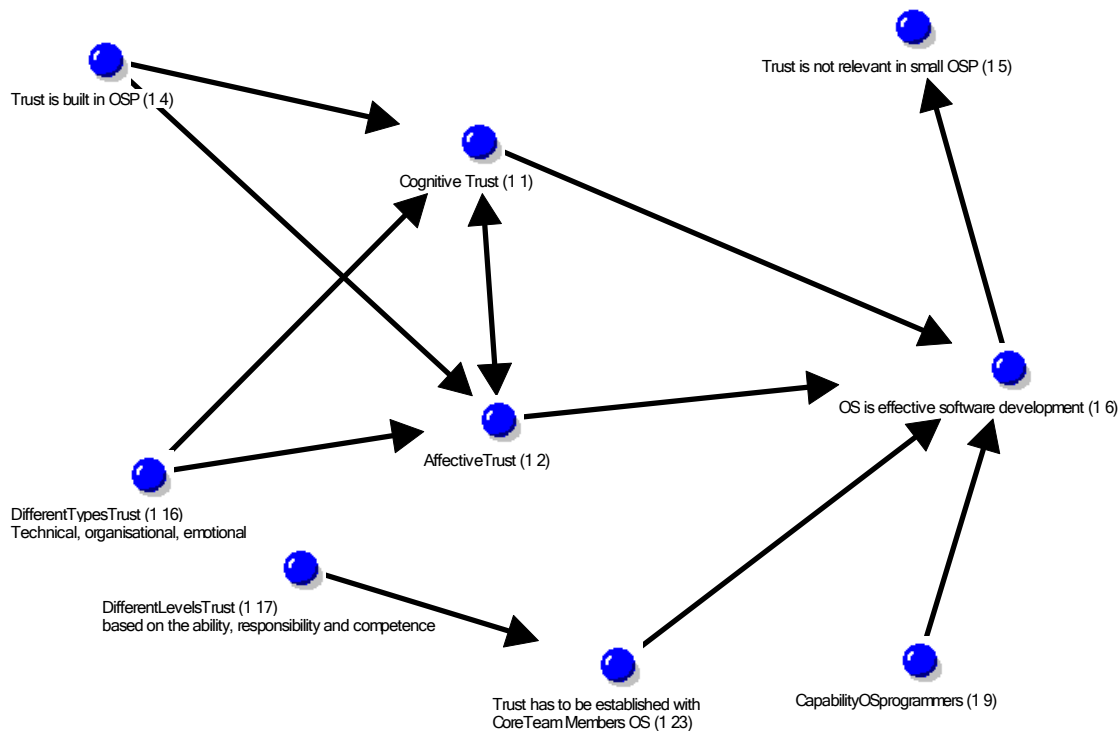 Trust is not relevant in small OSP (1 5)
Trust is built in OSP (1 4)
Cognitive Trust (1 1)
OS is effective software development (1 6)
AffectiveTrust (1 2)
DifferentTypesTrust (1 16)
Technical, organisational, emotional
DifferentLevelsTrust (1 17)
based on the ability, responsibility and competence
Trust has to be established with
CoreTeam Members OS (1 23)
CapabilityOSprogrammers (1 9)